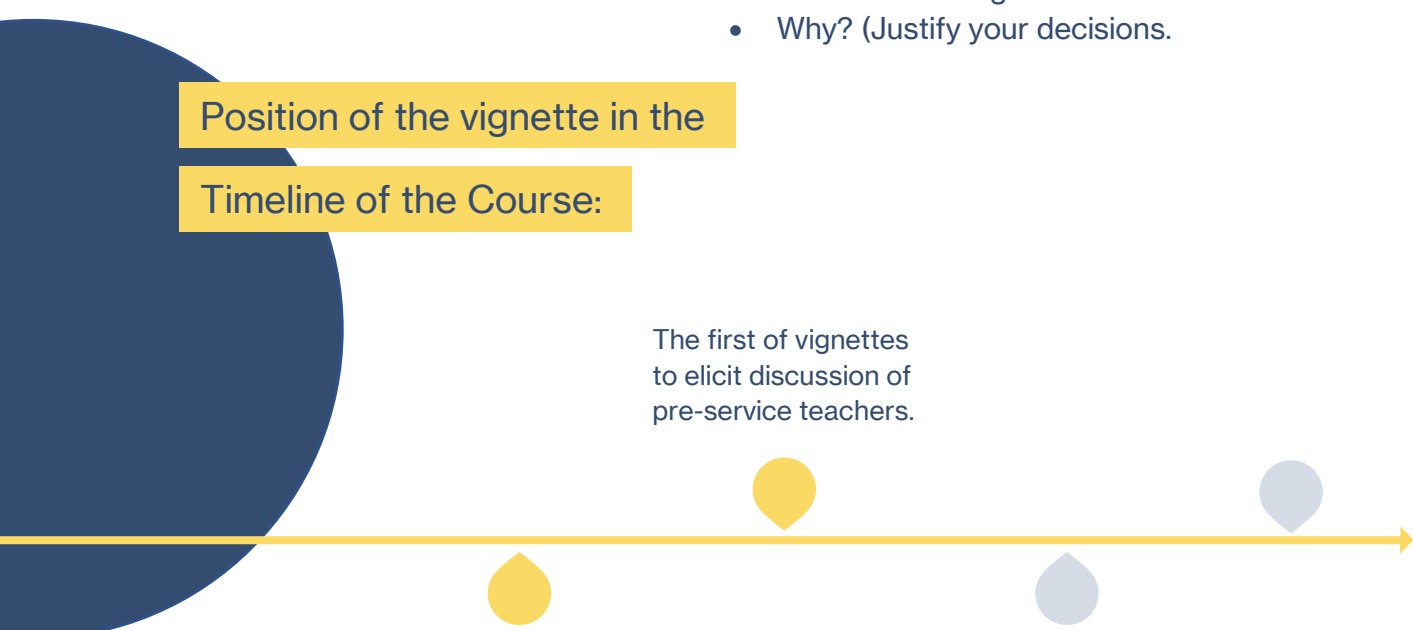 • Why? (Justify your decisions.
Position of the vignette in the
Timeline of the Course:
The first of vignettes
to elicit discussion of
pre-service teachers.